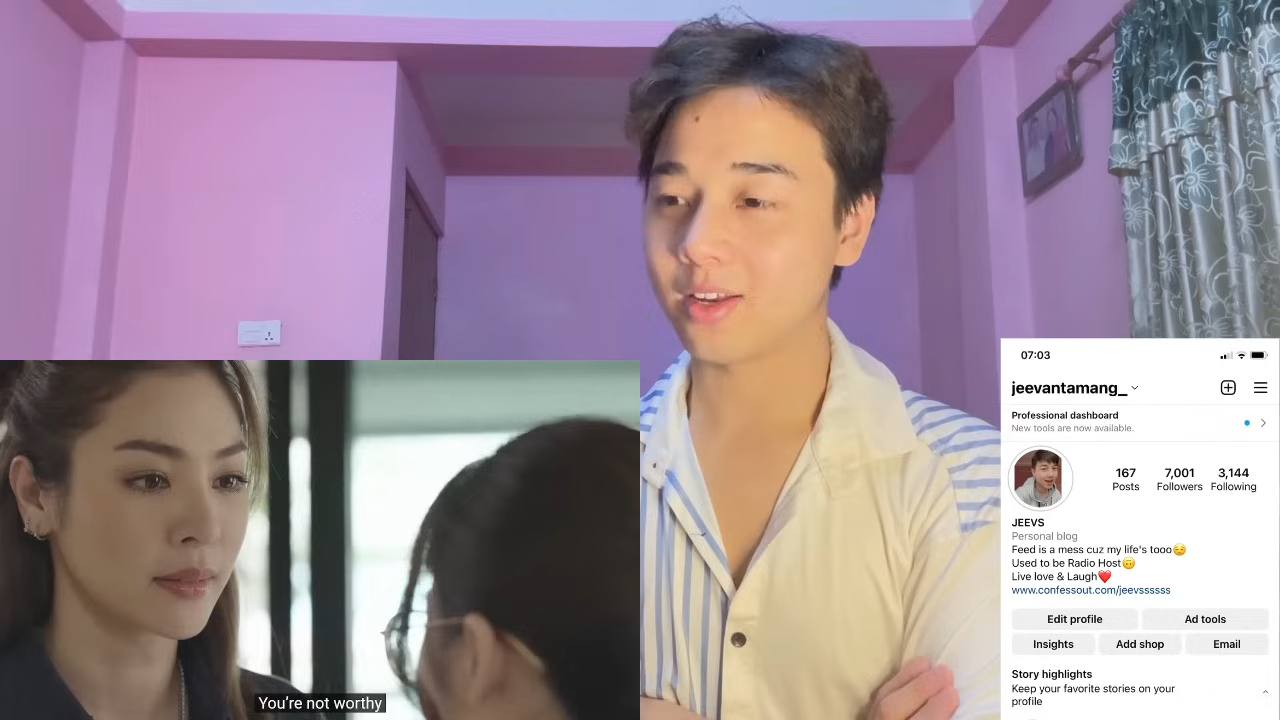 You're not worthy
07:03
jeevantamang_
Professional dashboard
New tools are now available.
167 7,001 3,144
Posts Followers Following
JEEVS
Personal blog
Feed is a mess cuz my life's tooo😔
Used to be Radio Host🙃
Live love & Laugh❤️
www.confessout.com/jeevssssss
Edit profile Ad tools
Insights Add shop Email
Story highlights
Keep your favorite stories on your
profile